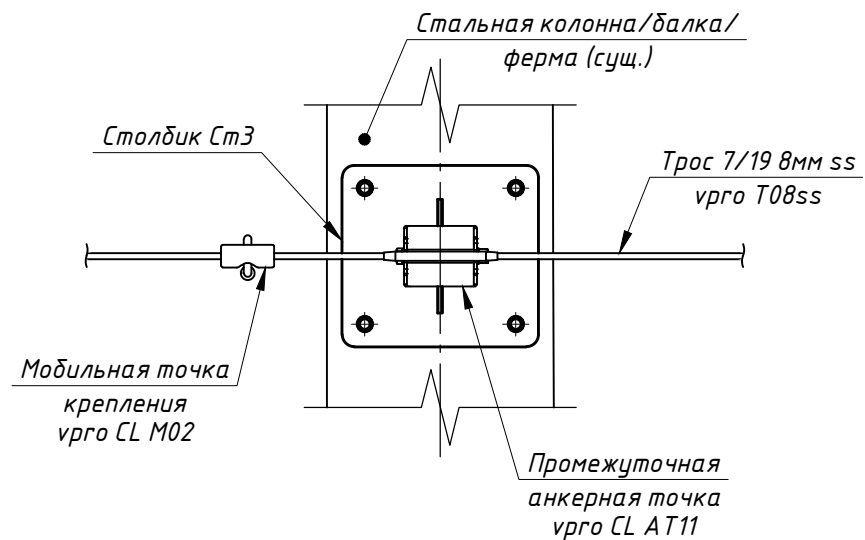 Стальная колонна/балка/
ферма (сущ.)
Столбик Ст3
Трос 7/19 8мм ss
vpro T08ss
Мобильная точка
крепления
vpro CL M02
Промежуточная
анкерная точка
vpro CL AT11